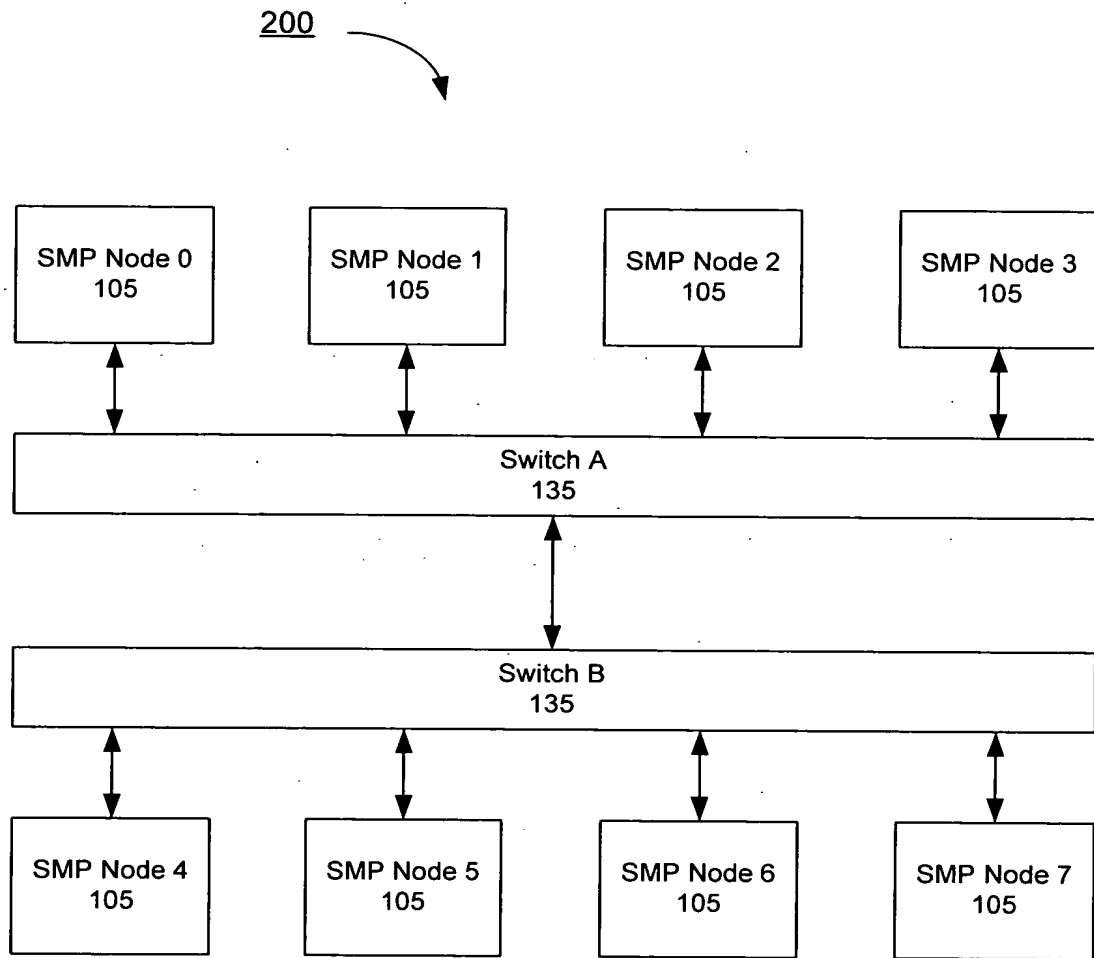 200
SMP Node 0
105
SMP Node 1
105
SMP Node 2
105
SMP Node 3
105
Switch A
135
Switch B
135
SMP Node 4
105
SMP Node 5
105
SMP Node 6
105
SMP Node 7
105